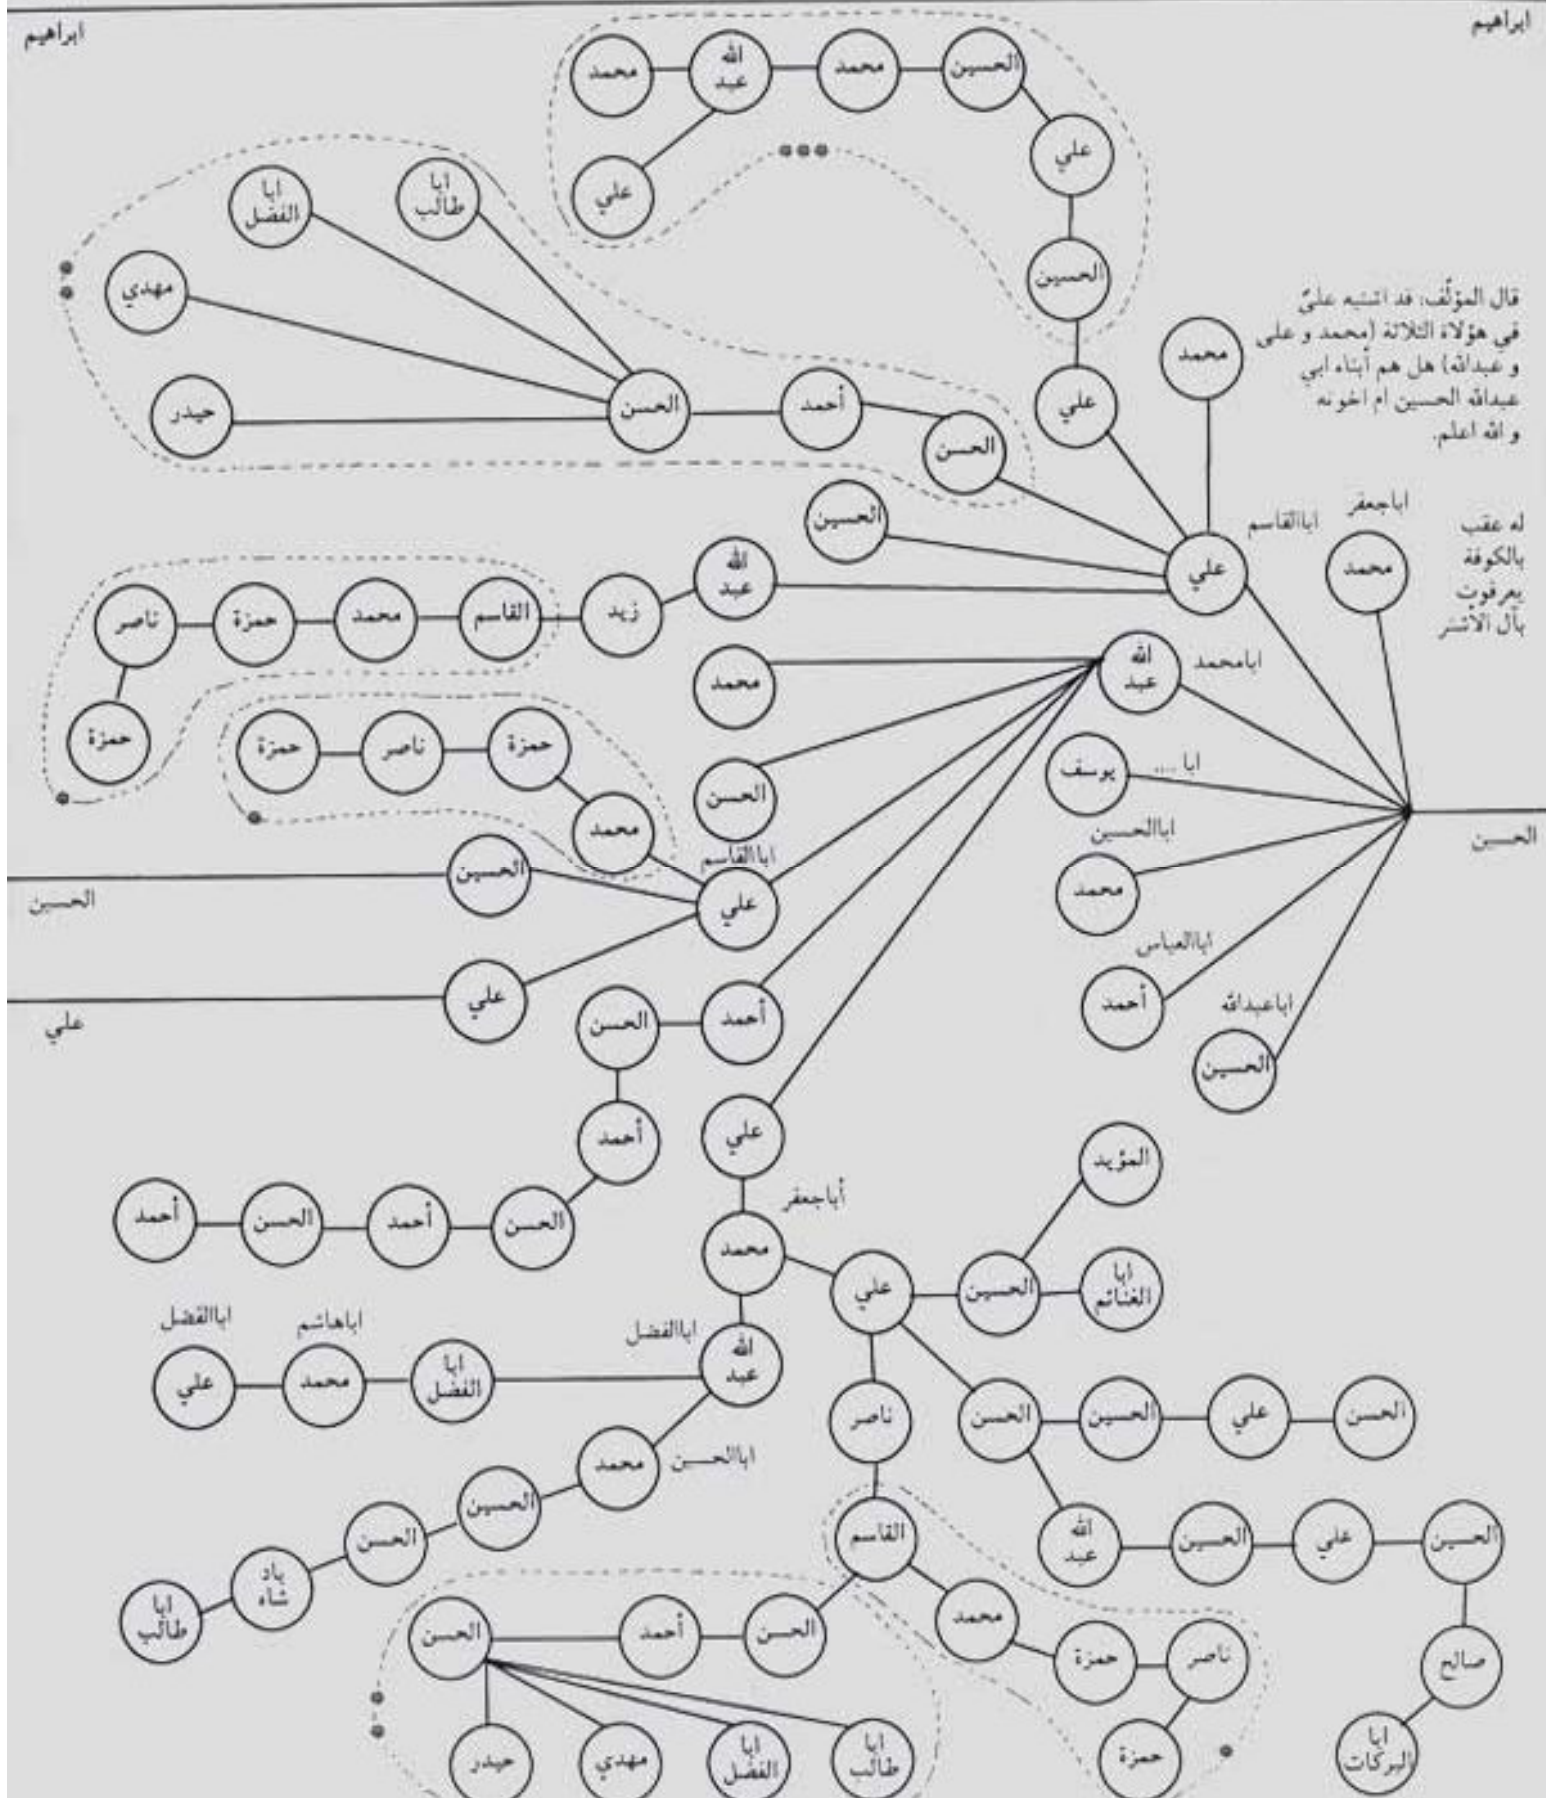 ابراهيم
ابراهيم
الحسين
محمد
الله
عبد
محمد
علي
علي
ابا
طالب
ابا
الفضل
الحسين
مهدي
قال المؤلّف: قد اشتبه عليّ
في هؤلاء الثلاثة (محمد و على
و عبدالله) هل هم أبناء ابي
عبدالله الحسين ام اخوته
و الله اعلم.
محمد
علي
الحسن
أحمد
الحسن
حيدر
اباجعفر
محمد
له عقب
بالكوفة
يعرفون
بآل الأشتر
اباالقاسم
علي
الحسين
الله
عبد
زيد
القاسم
محمد
حمزة
ناصر
حمزة
ابامحمد
الله
عبد
محمد
حمزة
ناصر
حمزة
محمد
ابا ....
يوسف
الحسن
الحسين
اباالحسين
محمد
اباالقاسم
علي
الحسين
الحسين
اباالعباس
أحمد
علي
علي
أحمد
الحسن
اباعبدالله
الحسين
علي
أحمد
المؤيد
أباجعفر
محمد
الحسن
أحمد
الحسن
أحمد
علي
الحسين
ابا
الغنائم
اباالفضل
الله
عبد
ابا
الفضل
اباهاشم
محمد
اباالفضل
علي
ناصر
الحسن
الحسين
علي
الحسن
محمد
اباالحسين
الحسين
الحسن
پاد
شاه
ابا
طالب
القاسم
الله
عبد
الحسين
علي
الحسين
محمد
حمزة
ناصر
حمزة
صالح
ابا
البركات
الحسن
أحمد
الحسن
ابا
طالب
ابا
الفضل
مهدي
حيدر